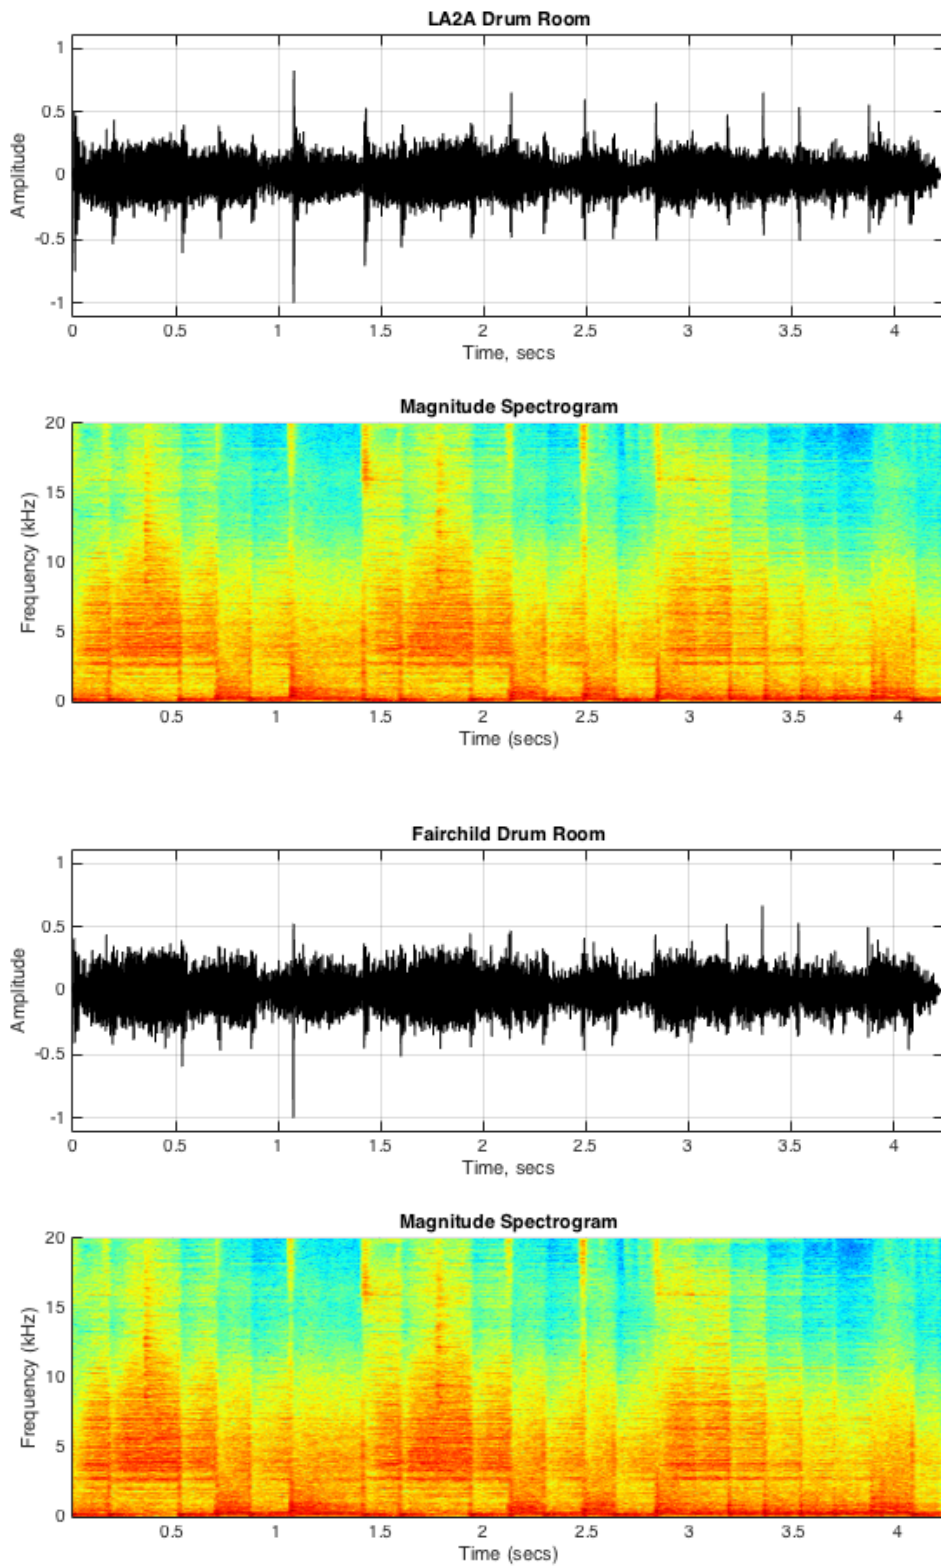 LA2A Drum Room
1
0.5
0
-0.5
-1
Amplitude
0 0.5 1 1.5 2 2.5 3 3.5 4
Time, secs
Magnitude Spectrogram
20
15
10
5
0
Frequency (kHz)
0.5 1 1.5 2 2.5 3 3.5 4
Time (secs)
Fairchild Drum Room
1
0.5
0
-0.5
-1
Amplitude
0 0.5 1 1.5 2 2.5 3 3.5 4
Time, secs
Magnitude Spectrogram
20
15
10
5
0
Frequency (kHz)
0.5 1 1.5 2 2.5 3 3.5 4
Time (secs)